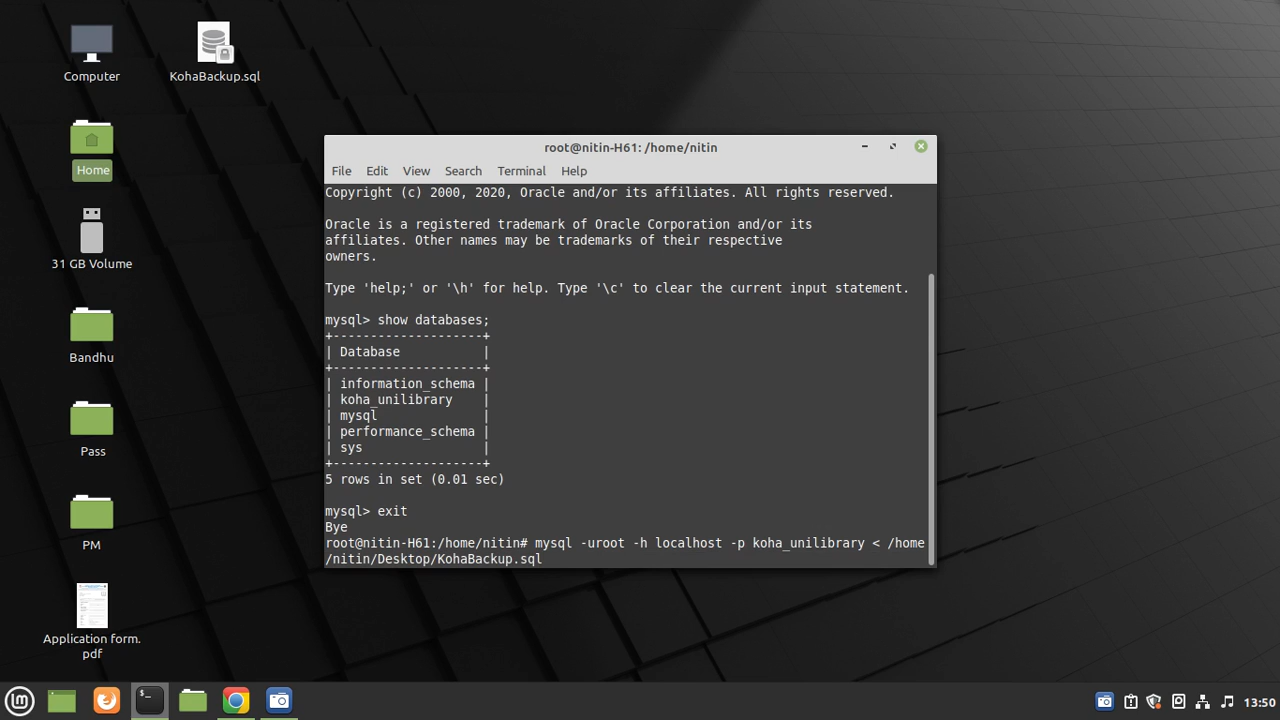 Computer
KohaBackup.sql
Home
31 GB Volume
Bandhu
Pass
PM
Application form.
pdf
root@nitin-H61: /home/nitin
File Edit View Search Terminal Help
Copyright (c) 2000, 2020, Oracle and/or its affiliates. All rights reserved.
Oracle is a registered trademark of Oracle Corporation and/or its
affiliates. Other names may be trademarks of their respective
owners.
Type 'help;' or '\h' for help. Type '\c' to clear the current input statement.
mysql> show databases;
+--------------------+
| Database           |
+--------------------+
| information_schema |
| koha_unilibrary    |
| mysql              |
| performance_schema |
| sys                |
+--------------------+
5 rows in set (0.01 sec)
mysql> exit
Bye
root@nitin-H61:/home/nitin# mysql -uroot -h localhost -p koha_unilibrary < /home
/nitin/Desktop/KohaBackup.sql
13:50